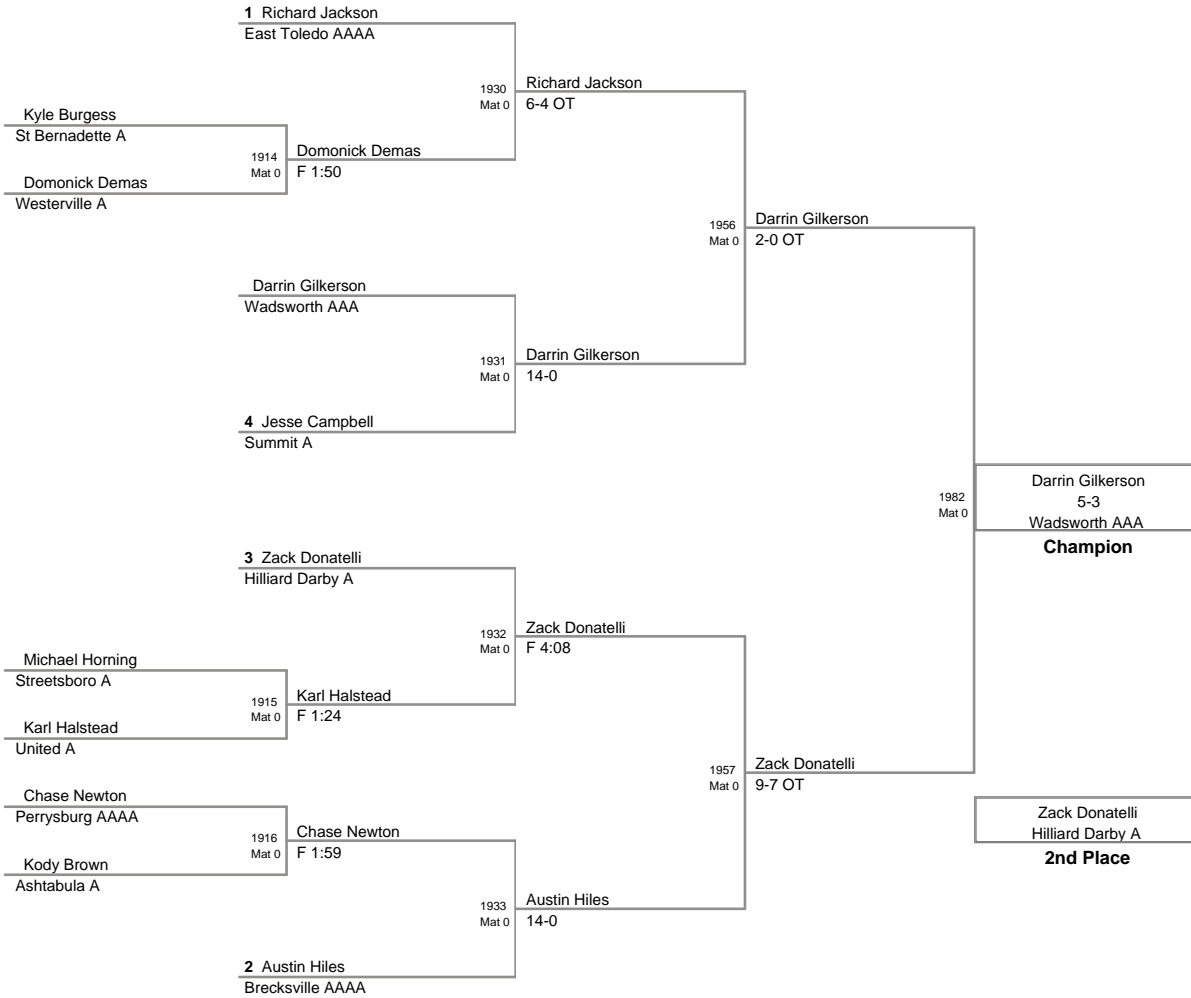 1 Richard Jackson
East Toledo AAAA
1930
Mat 0
Richard Jackson
6-4 OT
Kyle Burgess
St Bernadette A
1914
Mat 0
Domonick Demas
F 1:50
Domonick Demas
Westerville A
1956
Mat 0
Darrin Gilkerson
2-0 OT
Darrin Gilkerson
Wadsworth AAA
1931
Mat 0
Darrin Gilkerson
14-0
4 Jesse Campbell
Summit A
1982
Mat 0
Darrin Gilkerson
5-3
Wadsworth AAA
Champion
3 Zack Donatelli
Hilliard Darby A
1932
Mat 0
Zack Donatelli
F 4:08
Michael Horning
Streetsboro A
1915
Mat 0
Karl Halstead
F 1:24
Karl Halstead
United A
1957
Mat 0
Zack Donatelli
9-7 OT
Chase Newton
Perrysburg AAAA
1916
Mat 0
Chase Newton
F 1:59
Kody Brown
Ashtabula A
Zack Donatelli
Hilliard Darby A
2nd Place
1933
Mat 0
Austin Hiles
14-0
2 Austin Hiles
Brecksville AAAA